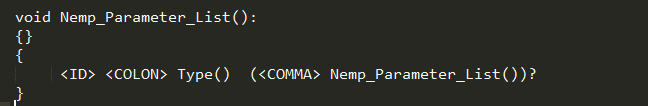 void Nemp_Parameter_List():
{}
{
<ID> <COLON> Type() (<COMMA> Nemp_Parameter_List())?
}